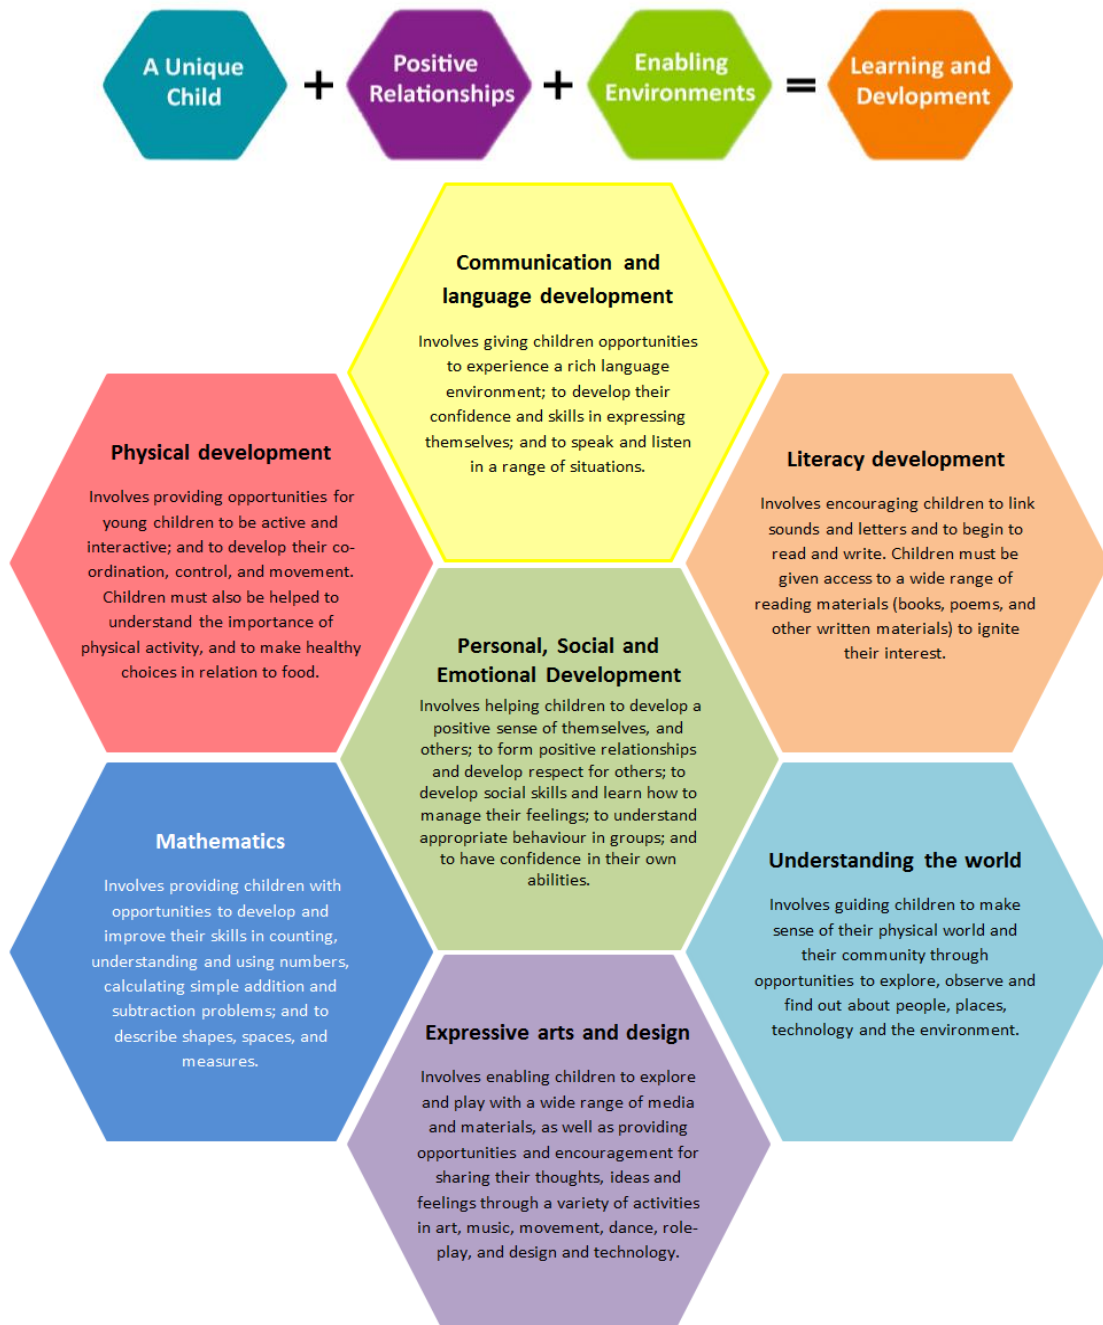 A Unique
Child
+
Positive
Relationships
+
Enabling
Environments
=
Learning and
Devlopment
Communication and
language development
Involves giving children opportunities
to experience a rich language
environment; to develop their
confidence and skills in expressing
themselves; and to speak and listen
in a range of situations.
Physical development
Involves providing opportunities for
young children to be active and
interactive; and to develop their co-
ordination, control, and movement.
Children must also be helped to
understand the importance of
physical activity, and to make healthy
choices in relation to food.
Literacy development
Involves encouraging children to link
sounds and letters and to begin to
read and write. Children must be
given access to a wide range of
reading materials (books, poems, and
other written materials) to ignite
their interest.
Personal, Social and
Emotional Development
Involves helping children to develop a
positive sense of themselves, and
others; to form positive relationships
and develop respect for others; to
develop social skills and learn how to
manage their feelings; to understand
appropriate behaviour in groups; and
to have confidence in their own
abilities.
Mathematics
Involves providing children with
opportunities to develop and
improve their skills in counting,
understanding and using numbers,
calculating simple addition and
subtraction problems; and to
describe shapes, spaces, and
measures.
Understanding the world
Involves guiding children to make
sense of their physical world and
their community through
opportunities to explore, observe and
find out about people, places,
technology and the environment.
Expressive arts and design
Involves enabling children to explore
and play with a wide range of media
and materials, as well as providing
opportunities and encouragement for
sharing their thoughts, ideas and
feelings through a variety of activities
in art, music, movement, dance, role-
play, and design and technology.